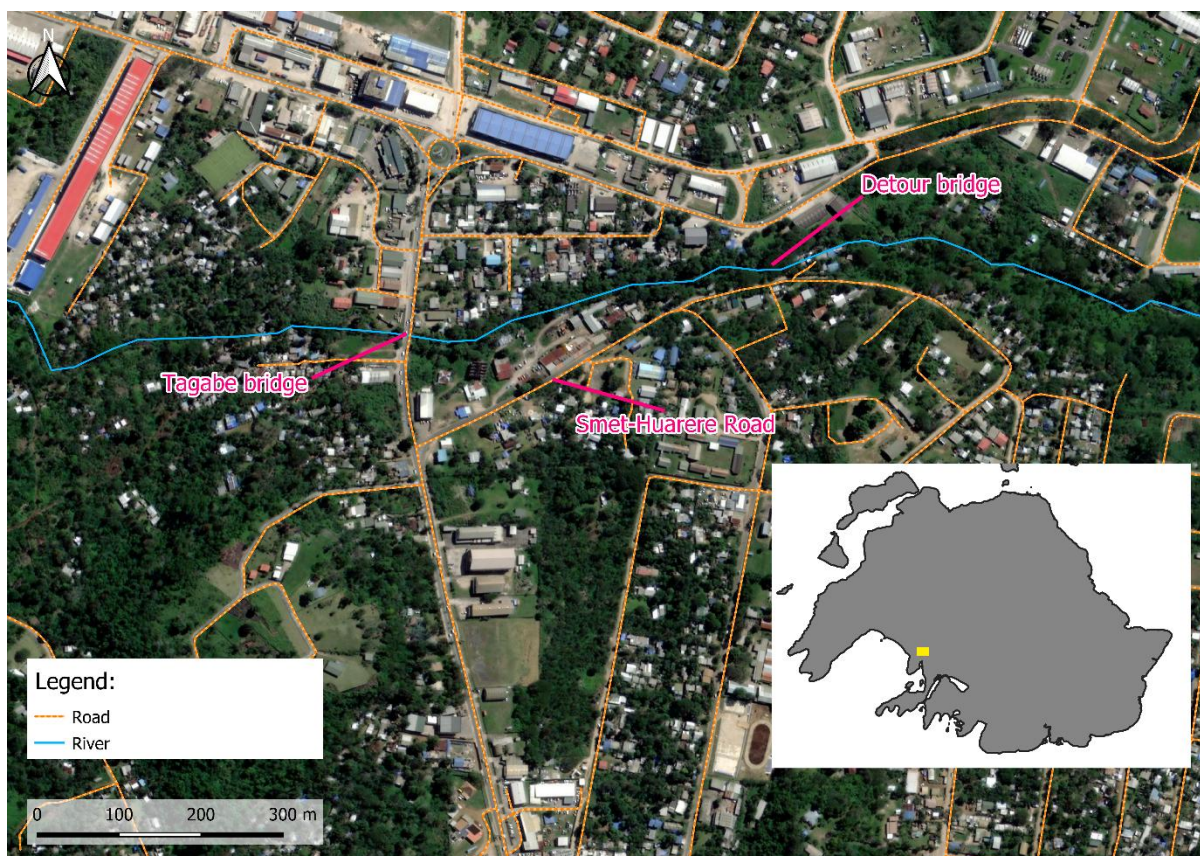 N
Detour bridge
Tagabe bridge
Smet-Huarere Road
Legend:
Road
River
0 100 200 300 m